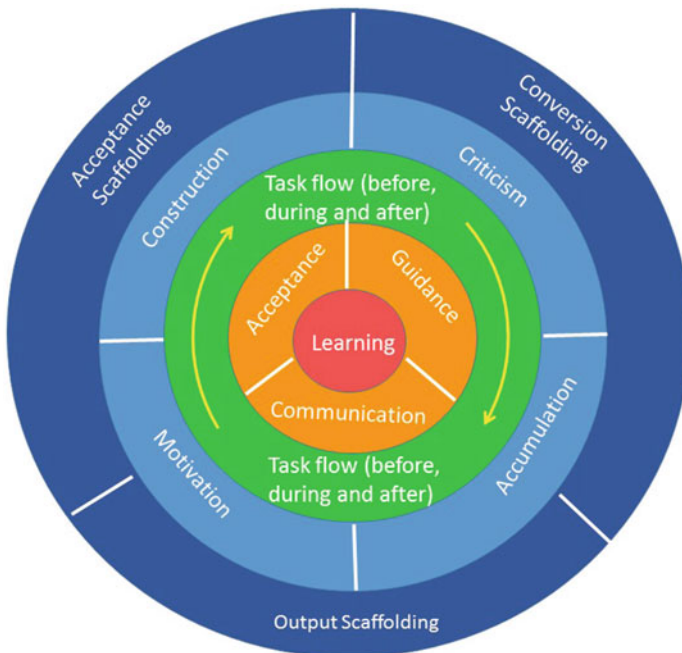 Acceptance
Scaffolding
Conversion
Scaffolding
Construction
Criticism
Task flow (before,
during and after)
Acceptance
Guidance
Learning
Communication
Motivation
Accumulation
Task flow (before,
during and after)
Output Scaffolding